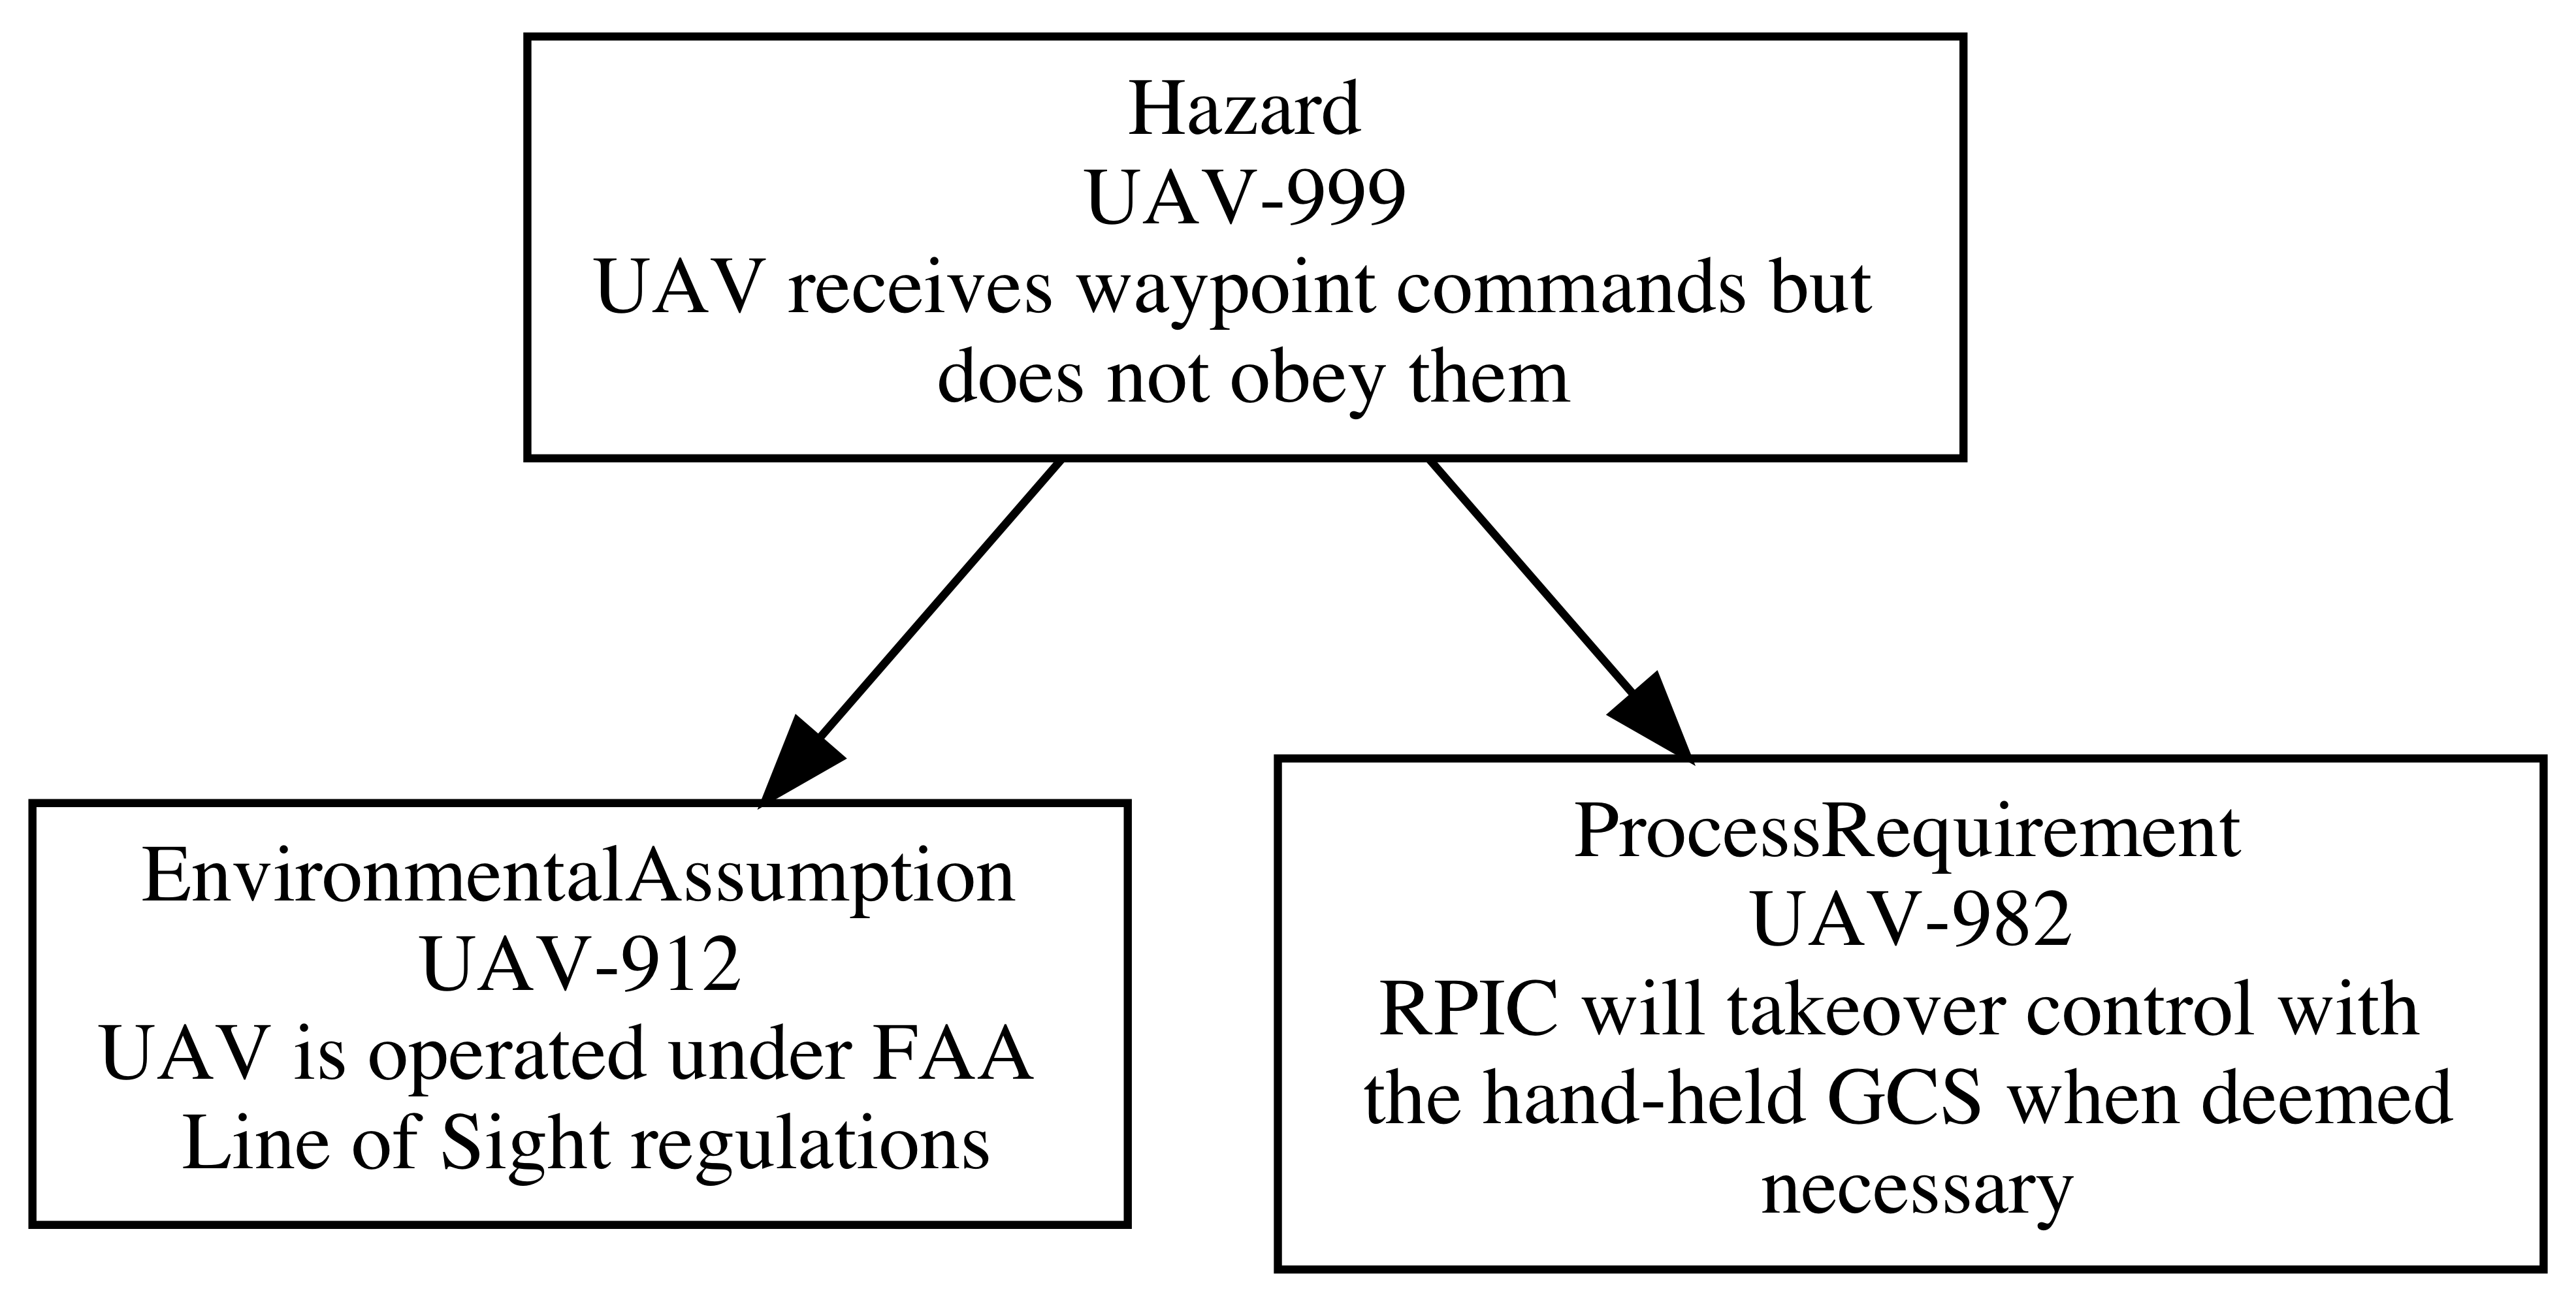 Hazard
UAV-999
UAV receives waypoint commands but
does not obey them
EnvironmentalAssumption
UAV-912
UAV is operated under FAA
Line of Sight regulations
ProcessRequirement
UAV-982
RPIC will takeover control with
the hand-held GCS when deemed
necessary